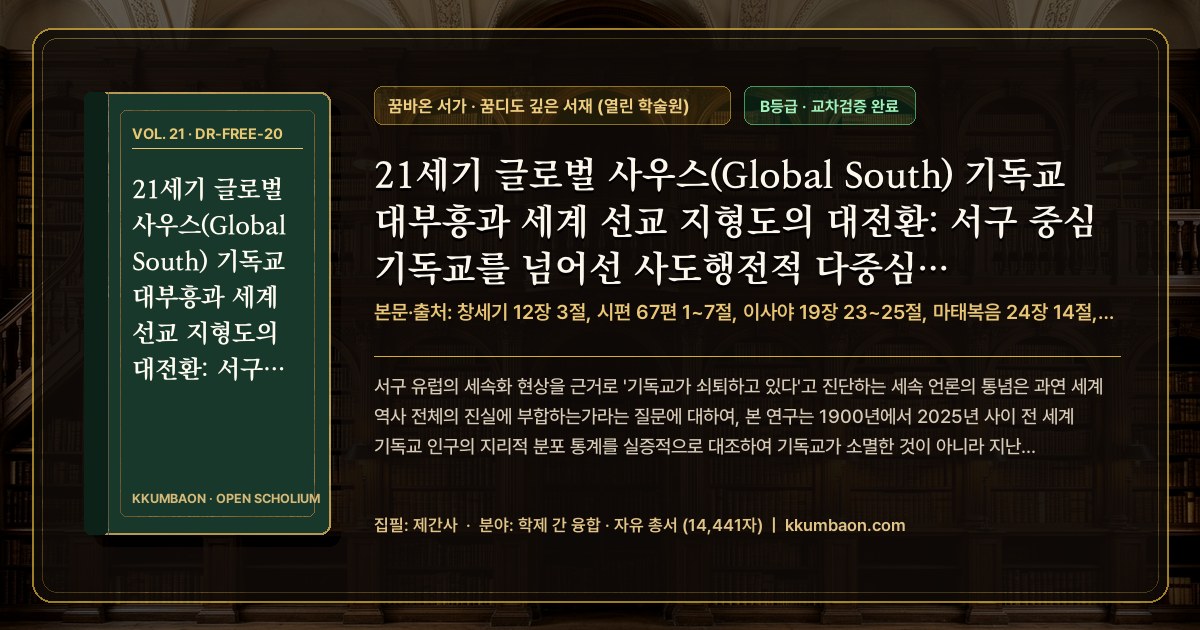 VOL. 21 · DR-FREE-20
21세기 글로벌
사우스(Global
South) 기독교
대부흥과 세계
선교 지형도의
대전환: 서구…
KKUMBAON · OPEN SCHOLIUM
꿈바온 서가 · 꿈디도 깊은 서재 (열린 학술원)
B등급 · 교차검증 완료
21세기 글로벌 사우스(Global South) 기독교
대부흥과 세계 선교 지형도의 대전환: 서구 중심
기독교를 넘어선 사도행전적 다중심…
본문·출처: 창세기 12장 3절, 시편 67편 1~7절, 이사야 19장 23~25절, 마태복음 24장 14절,…
서구 유럽의 세속화 현상을 근거로 '기독교가 쇠퇴하고 있다'고 진단하는 세속 언론의 통념은 과연 세계
역사 전체의 진실에 부합하는가라는 질문에 대하여, 본 연구는 1900년에서 2025년 사이 전 세계
기독교 인구의 지리적 분포 통계를 실증적으로 대조하여 기독교가 소멸한 것이 아니라 지난…
집필: 제간사 · 분야: 학제 간 융합 · 자유 총서 (14,441자) | kkumbaon.com